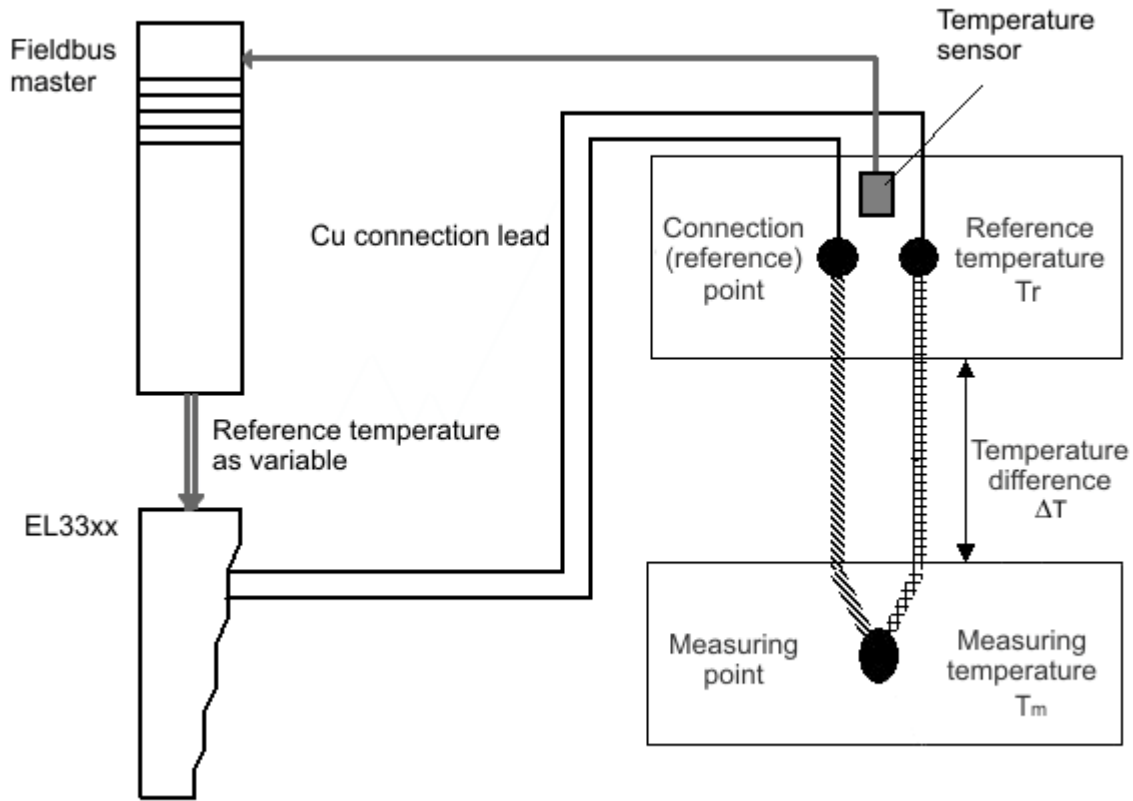 Fieldbus
master
Temperature
sensor
Cu connection lead
Connection
(reference)
point
Reference
temperature
Tr
Reference temperature
as variable
Temperature
difference
ΔT
EL33xx
Measuring
point
Measuring
temperature
Tm